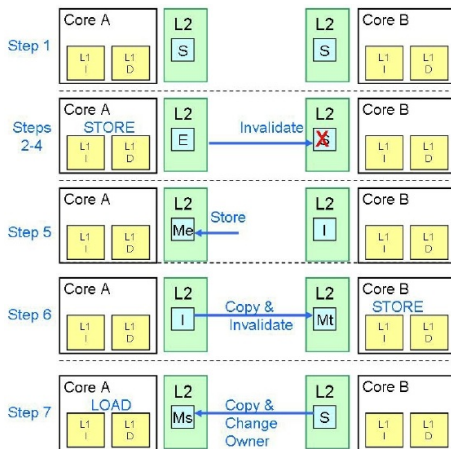 Core A
L1
I
L1
D
L2
S
L2
S
Core B
L1
I
L1
D
Step 1
Core A
STORE
L1
I
L1
D
L2
E
Invalidate
L2
S
Core B
L1
I
L1
D
Steps
2-4
Core A
L1
I
L1
D
L2
Me
Store
L2
I
Core B
L1
I
L1
D
Step 5
Core A
L1
I
L1
D
L2
I
Copy &
Invalidate
L2
Mt
Core B
STORE
L1
I
L1
D
Step 6
Core A
LOAD
L1
I
L1
D
L2
Ms
Copy &
Change
Owner
L2
S
Core B
L1
I
L1
D
Step 7